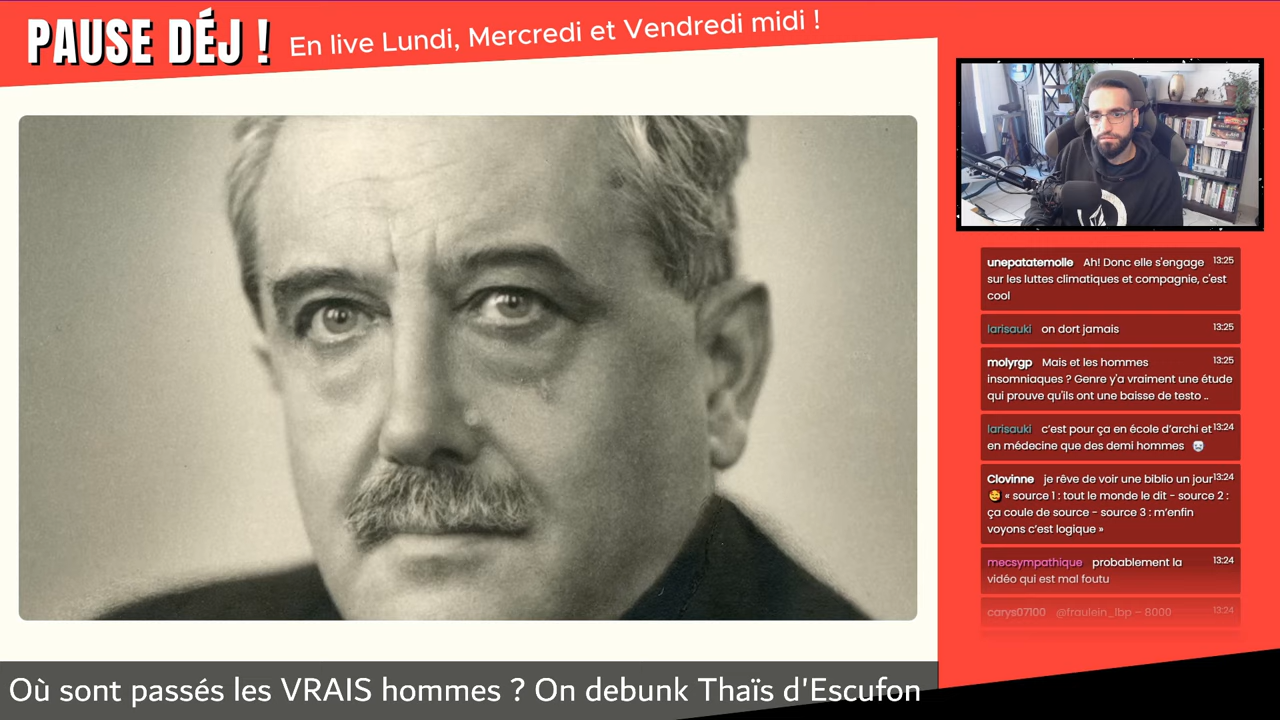 PAUSE DÉJ !
En live Lundi, Mercredi et Vendredi midi !
unepatatemolle Ah! Donc elle s'engage 13:25
sur les luttes climatiques et compagnie, c'est
cool
larisauki on dort jamais 13:25
molyrgp Mais et les hommes 13:25
insomniaques ? Genre y'a vraiment une étude
qui prouve qu'ils ont une baisse de testo ..
larisauki c'est pour ça en école d'archi et 13:24
en médecine que des demi hommes
Clovinne je rêve de voir une biblio un jour 13:24
« source 1 : tout le monde le dit - source 2 :
ça coule de source - source 3 : m'enfin
voyons c'est logique »
mecsympathique probablement la 13:24
vidéo qui est mal foutu
carys07100 @fraulein_lbp – 8000 13:24
Où sont passés les VRAIS hommes ? On debunk Thaïs d'Escufon